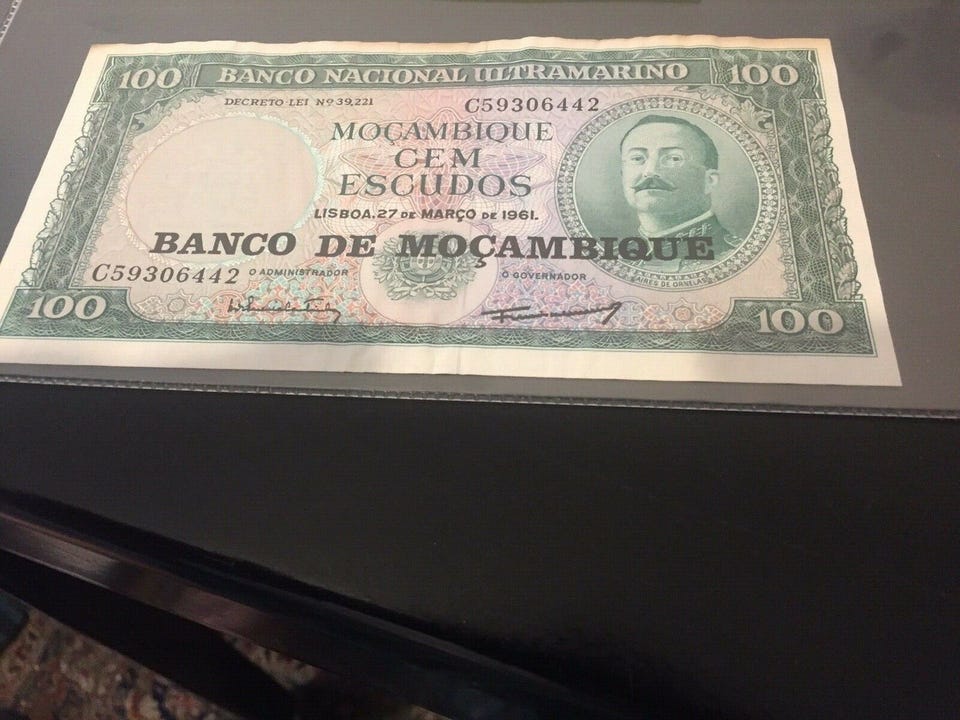 100 BANCO NACIONAL ULTRAMARINO 100
DECRETO-LEI Nº 39,221 C59306442
MOÇAMBIQUE
CEM
ESCUDOS
LISBOA, 27 DE MARÇO DE 1961.
BANCO DE MOÇAMBIQUE
C59306442 O ADMINISTRADOR O GOVERNADOR AIRES DE ORNELAS
100 100